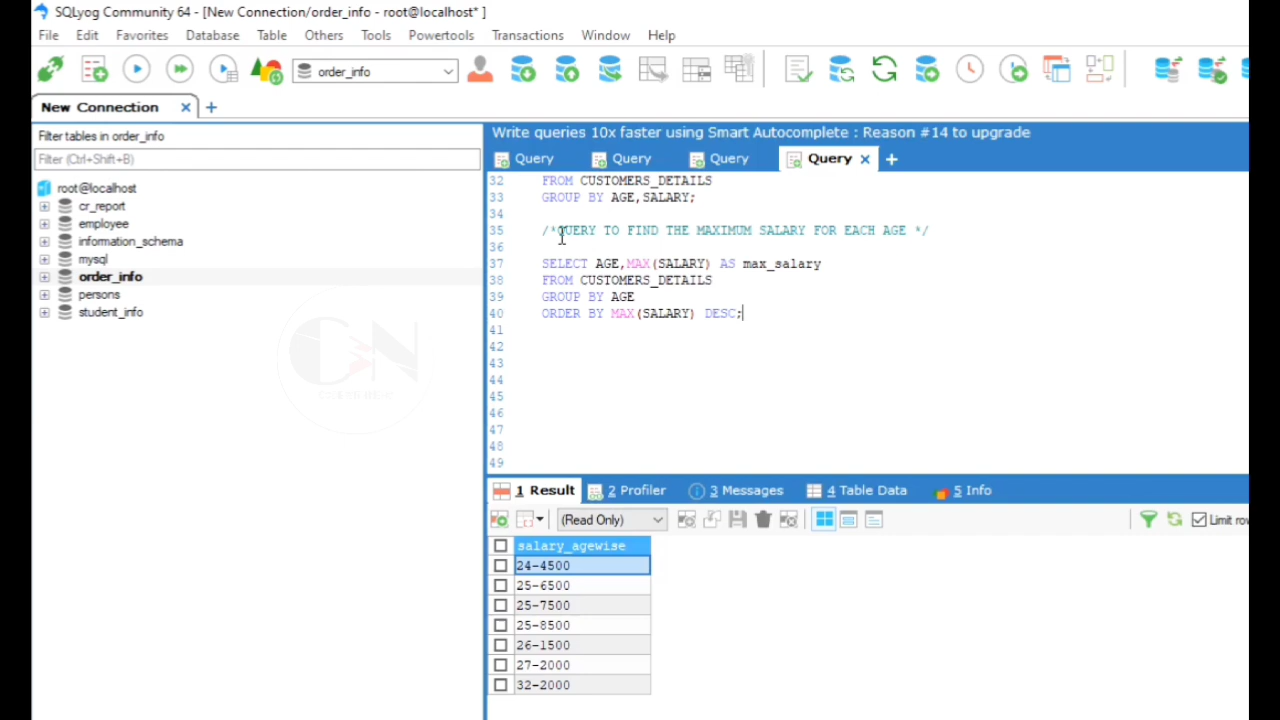 SQLyog Community 64 - [New Connection/order_info - root@localhost* ]
File Edit Favorites Database Table Others Tools Powertools Transactions Window Help
order_info
New Connection
Filter tables in order_info
Filter (Ctrl+Shift+B)
root@localhost
cr_report
employee
information_schema
mysql
order_info
persons
student_info
Write queries 10x faster using Smart Autocomplete : Reason #14 to upgrade
Query Query Query Query
32 FROM CUSTOMERS_DETAILS
33 GROUP BY AGE,SALARY;
34
35 /*QUERY TO FIND THE MAXIMUM SALARY FOR EACH AGE */
36
37 SELECT AGE,MAX(SALARY) AS max_salary
38 FROM CUSTOMERS_DETAILS
39 GROUP BY AGE
40 ORDER BY MAX(SALARY) DESC;
41
42
43
44
45
46
47
48
49
1 Result 2 Profiler 3 Messages 4 Table Data 5 Info
(Read Only) Limit
salary_agewise
24-4500
25-6500
25-7500
25-8500
26-1500
27-2000
32-2000